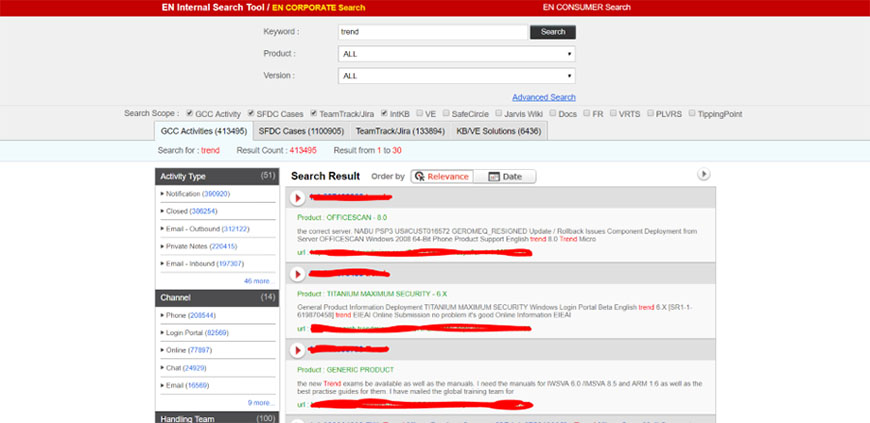 EN Internal Search Tool / EN CORPORATE Search EN CONSUMER Search
Keyword : trend Search
Product : ALL
Version : ALL
Advanced Search
Search Scope : GCC Activity SFDC Cases TeamTrack/Jira IntKB VE SafeCircle Jarvis Wiki Docs FR VRTS PLVRS TippingPoint
GCC Activities (413495) SFDC Cases (1100905) TeamTrack/Jira (133894) KB/VE Solutions (6436)
Search for : trend Result Count : 413495 Result from 1 to 30
Activity Type (51)
Notification (390920)
Closed (386254)
Email - Outbound (312122)
Private Notes (220415)
Email - Inbound (197307)
46 more...
Channel (14)
Phone (208544)
Login Portal (82569)
Online (77897)
Chat (24929)
Email (16569)
9 more...
Handling Team (100)
Search Result Order by Relevance Date
Product : OFFICESCAN - 8.0
the correct server. NABU PSP3 US#CUST016572 GEROMEQ_RESIGNED Update / Rollback Issues Component Deployment from
Server OFFICESCAN Windows 2008 64-Bit Phone Product Support English trend 8.0 Trend Micro
url :
Product : TITANIUM MAXIMUM SECURITY - 6.X
General Product Information Deployment TITANIUM MAXIMUM SECURITY Windows Login Portal Beta English trend 6.X [SR1-1-
619870458] trend EIEAI Online Submission no problem it's good Online Information EIEAI
url :
Product : GENERIC PRODUCT
the new Trend exams be available as well as the manuals. I need the manuals for IWSVA 6.0 /IMSVA 8.5 and ARM 1.6 as well as the
best practise guides for them. I have mailed the global training team for
url :